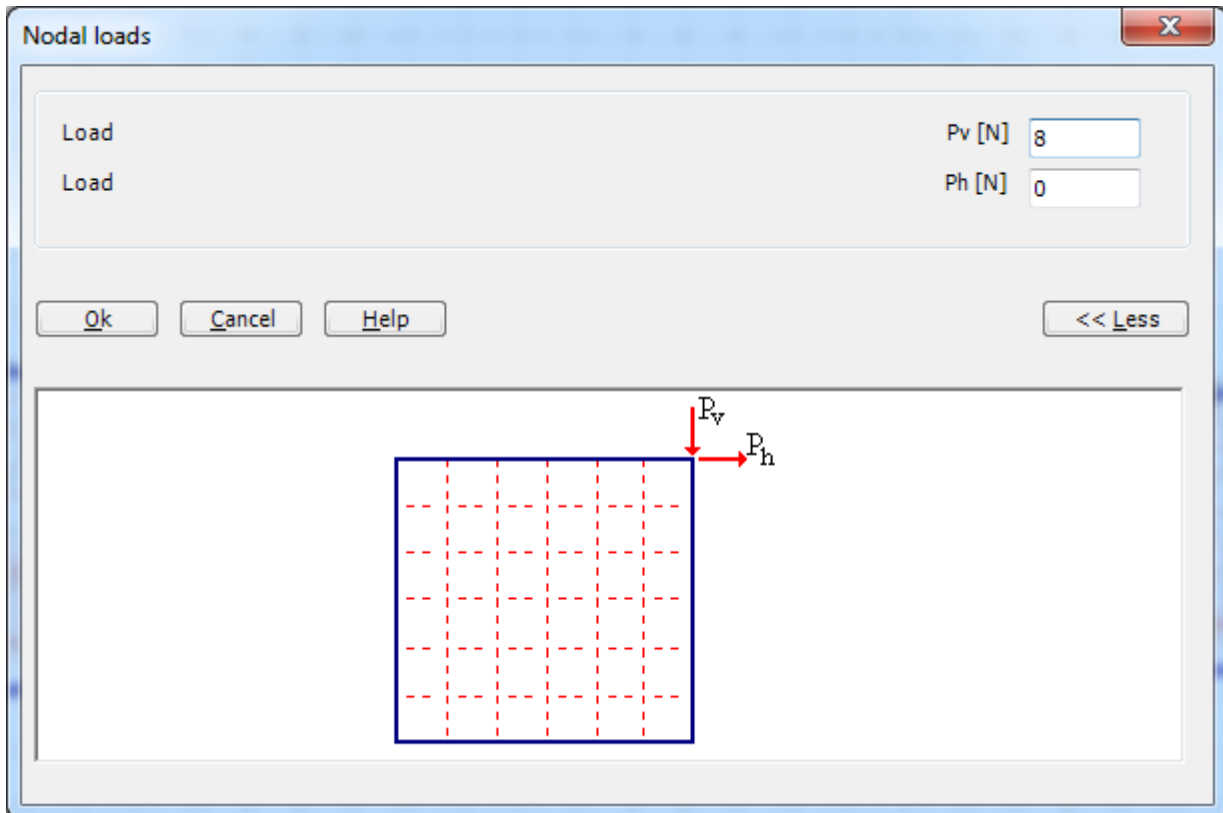 Nodal loads
x
Load Pv [N] 8
Load Ph [N] 0
Ok Cancel Help << Less
Pv
Ph